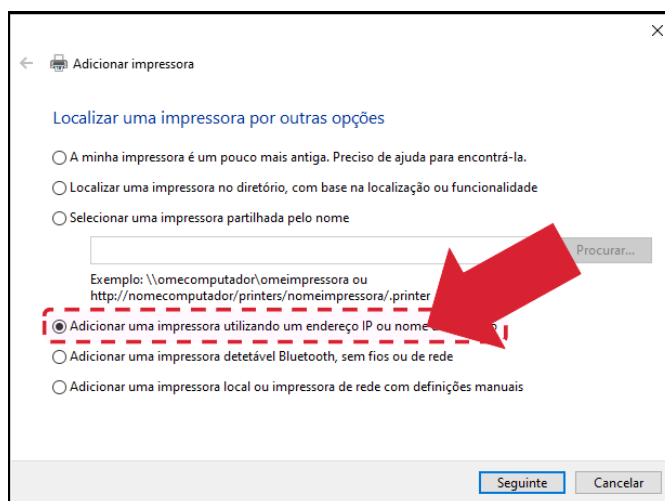 Adicionar impressora
Localizar uma impressora por outras opções
A minha impressora é um pouco mais antiga. Preciso de ajuda para encontrá-la.
Localizar uma impressora no diretório, com base na localização ou funcionalidade
Selecionar uma impressora partilhada pelo nome
Procurar...
Exemplo: \\omecomputador\omeimpressora ou
http://nomecomputador/printers/nomeimpressora/.printer
Adicionar uma impressora utilizando um endereço IP ou nome
Adicionar uma impressora detetável Bluetooth, sem fios ou de rede
Adicionar uma impressora local ou impressora de rede com definições manuais
Seguinte
Cancelar